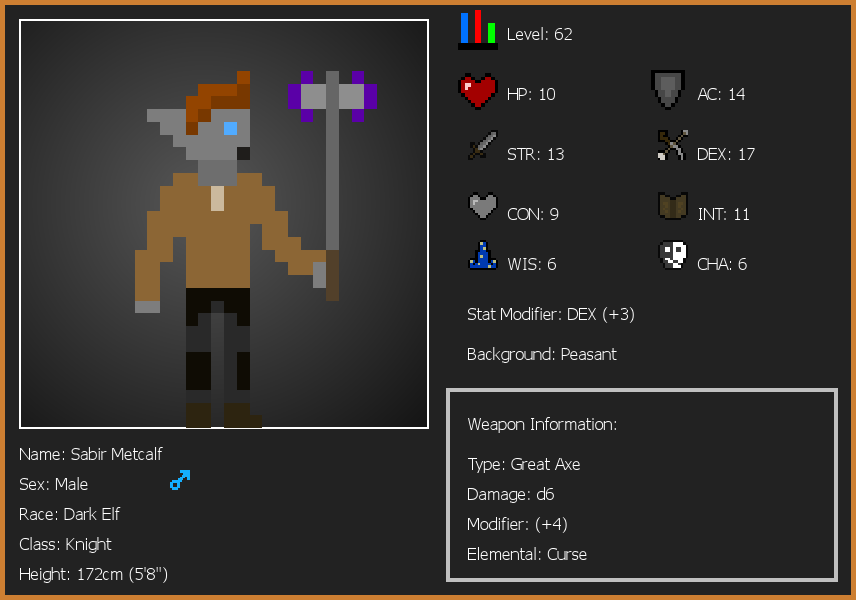 Level: 62
HP: 10
AC: 14
STR: 13
DEX: 17
CON: 9
INT: 11
WIS: 6
CHA: 6
Stat Modifier: DEX (+3)
Background: Peasant
Weapon Information:
Type: Great Axe
Damage: d6
Modifier: (+4)
Elemental: Curse
Name: Sabir Metcalf
Sex: Male
Race: Dark Elf
Class: Knight
Height: 172cm (5'8")